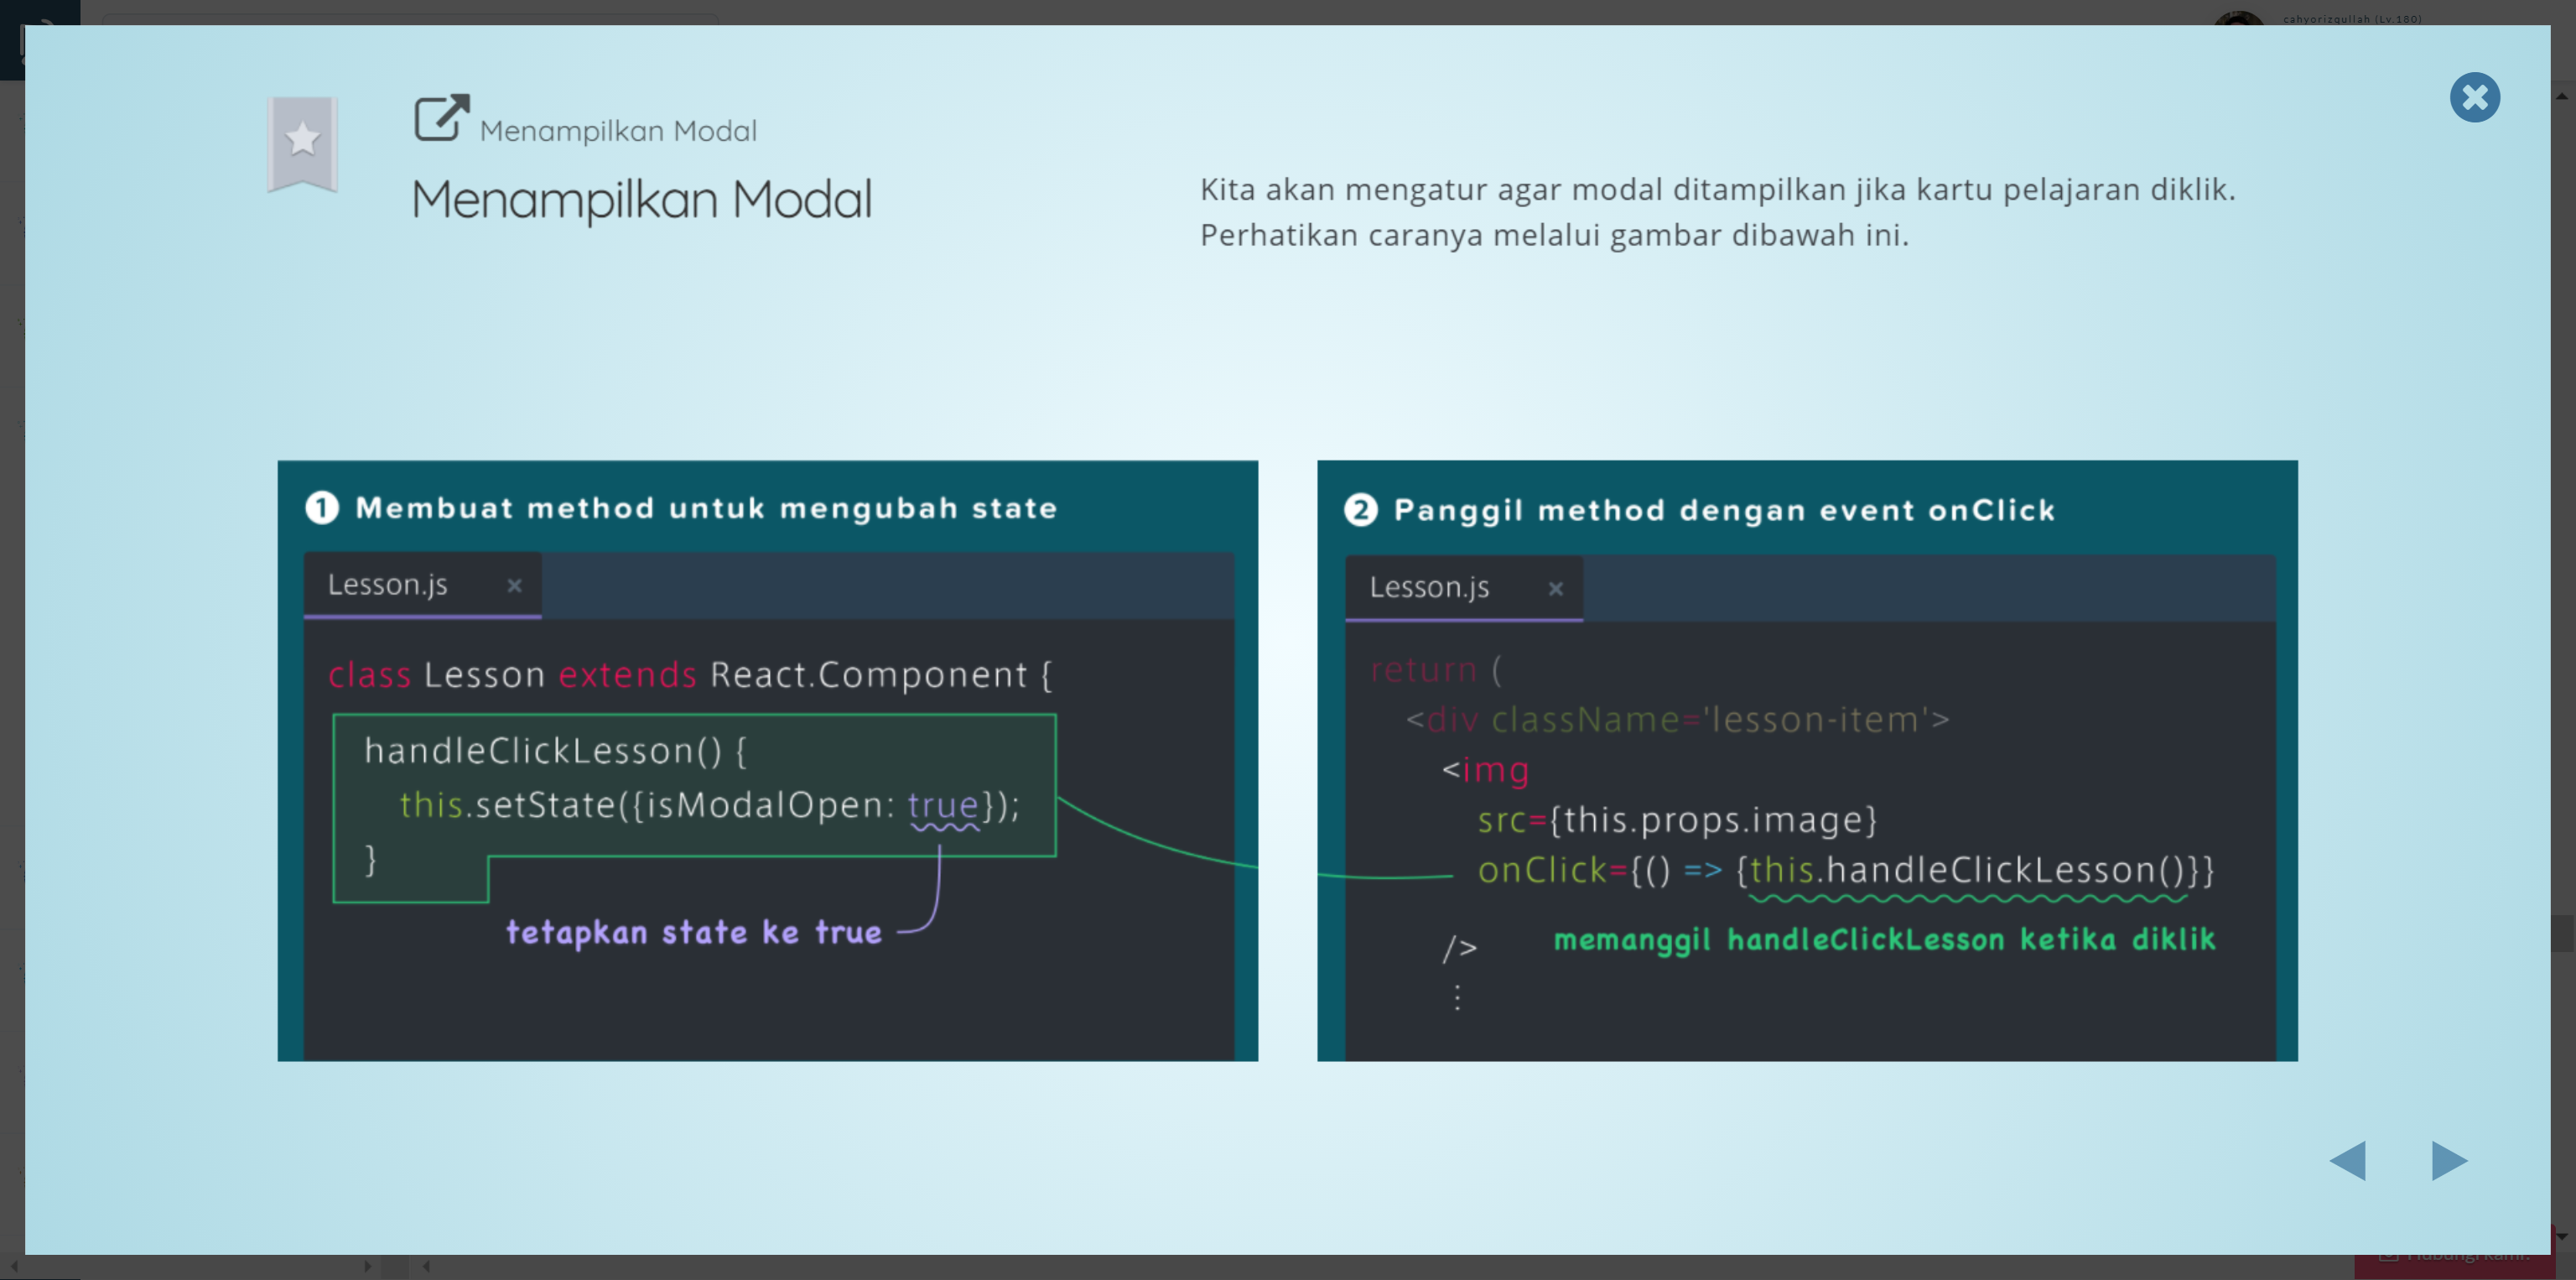 cahyorizqullah (Lv.180)
Menampilkan Modal
Menampilkan Modal
Kita akan mengatur agar modal ditampilkan jika kartu pelajaran diklik.
Perhatikan caranya melalui gambar dibawah ini.
1 Membuat method untuk mengubah state
Lesson.js ×
class Lesson extends React.Component {
handleClickLesson() {
this.setState({isModalOpen: true});
}
tetapkan state ke true
2 Panggil method dengan event onClick
Lesson.js ×
return (
<div className='lesson-item'>
<img
src={this.props.image}
onClick={() => {this.handleClickLesson()}}
memanggil handleClickLesson ketika diklik
/>
⋮
Hubungi kami.